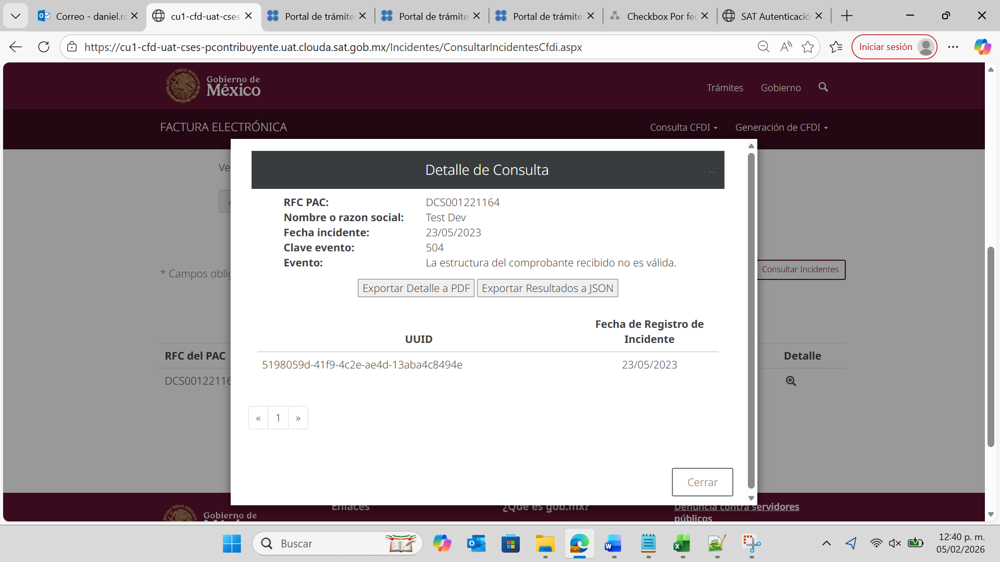 Correo - daniel.rc
cu1-cfd-uat-cses
Portal de trámite
Portal de trámite
Portal de trámite
Checkbox Por fec
SAT Autenticació
https://cu1-cfd-uat-cses-pcontribuyente.uat.clouda.sat.gob.mx/Incidentes/ConsultarIncidentesCfdi.aspx
Iniciar sesión
Gobierno de
México
Trámites
Gobierno
FACTURA ELECTRÓNICA
Consulta CFDI
Generación de CFDI
Ve
Detalle de Consulta
×
RFC PAC: DCS001221164
Nombre o razon social: Test Dev
Fecha incidente: 23/05/2023
Clave evento: 504
Evento: La estructura del comprobante recibido no es válida.
* Campos oblig
Consultar Incidentes
Exportar Detalle a PDF
Exportar Resultados a JSON
UUID
Fecha de Registro de
Incidente
5198059d-41f9-4c2e-ae4d-13aba4c8494e
23/05/2023
RFC del PAC
Detalle
DCS00122116
« 1 »
Cerrar
Gobierno de
Enlaces
¿Qué es gob.mx?
Denuncia contra servidores
públicos
Buscar
12:40 p. m.
05/02/2026